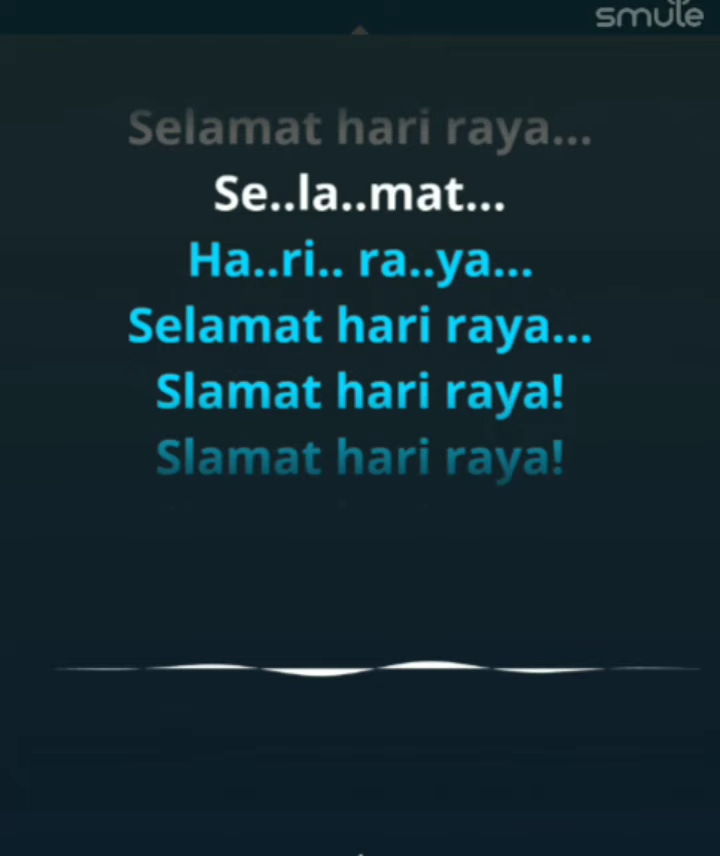 smule
Selamat hari raya...
Se..la..mat...
Ha..ri.. ra..ya...
Selamat hari raya...
Slamat hari raya!
Slamat hari raya!